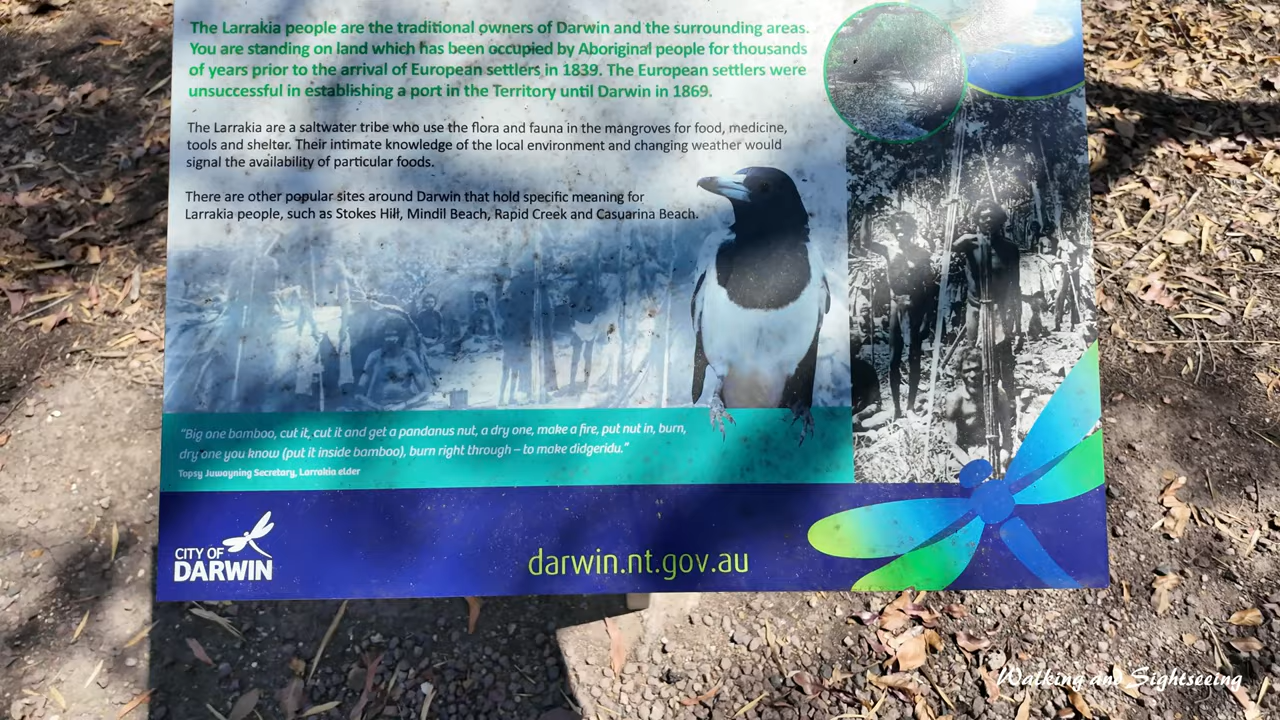 The Larrakia people are the traditional owners of Darwin and the surrounding areas.
You are standing on land which has been occupied by Aboriginal people for thousands
of years prior to the arrival of European settlers in 1839. The European settlers were
unsuccessful in establishing a port in the Territory until Darwin in 1869.
The Larrakia are a saltwater tribe who use the flora and fauna in the mangroves for food, medicine,
tools and shelter. Their intimate knowledge of the local environment and changing weather would
signal the availability of particular foods.
There are other popular sites around Darwin that hold specific meaning for
Larrakia people, such as Stokes Hill, Mindil Beach, Rapid Creek and Casuarina Beach.
"Big one bamboo, cut it, cut it and get a pandanus nut, a dry one, make a fire, put nut in, burn,
dry one you know (put it inside bamboo), burn right through – to make didgeridu."
Topsy Juwayning Secretary, Larrakia elder
CITY OF
DARWIN
darwin.nt.gov.au
Walking and Sightseeing